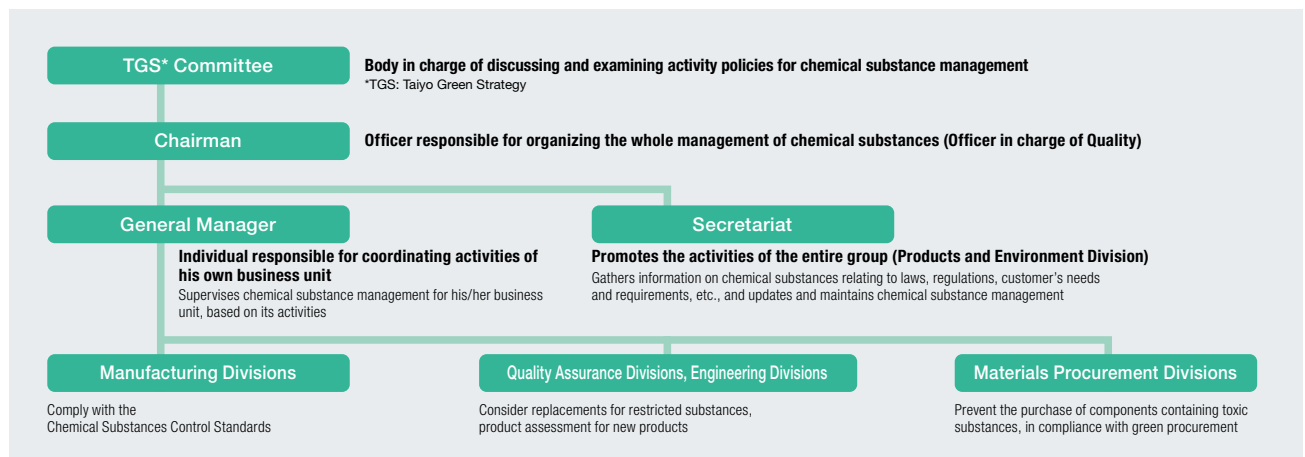 TGS* Committee
Body in charge of discussing and examining activity policies for chemical substance management
*TGS: Taiyo Green Strategy
Chairman
Officer responsible for organizing the whole management of chemical substances (Officer in charge of Quality)
General Manager
Individual responsible for coordinating activities of
his own business unit
Supervises chemical substance management for his/her business
unit, based on its activities
Secretariat
Promotes the activities of the entire group (Products and Environment Division)
Gathers information on chemical substances relating to laws, regulations, customer's needs
and requirements, etc., and updates and maintains chemical substance management
Manufacturing Divisions
Comply with the
Chemical Substances Control Standards
Quality Assurance Divisions, Engineering Divisions
Consider replacements for restricted substances,
product assessment for new products
Materials Procurement Divisions
Prevent the purchase of components containing toxic
substances, in compliance with green procurement